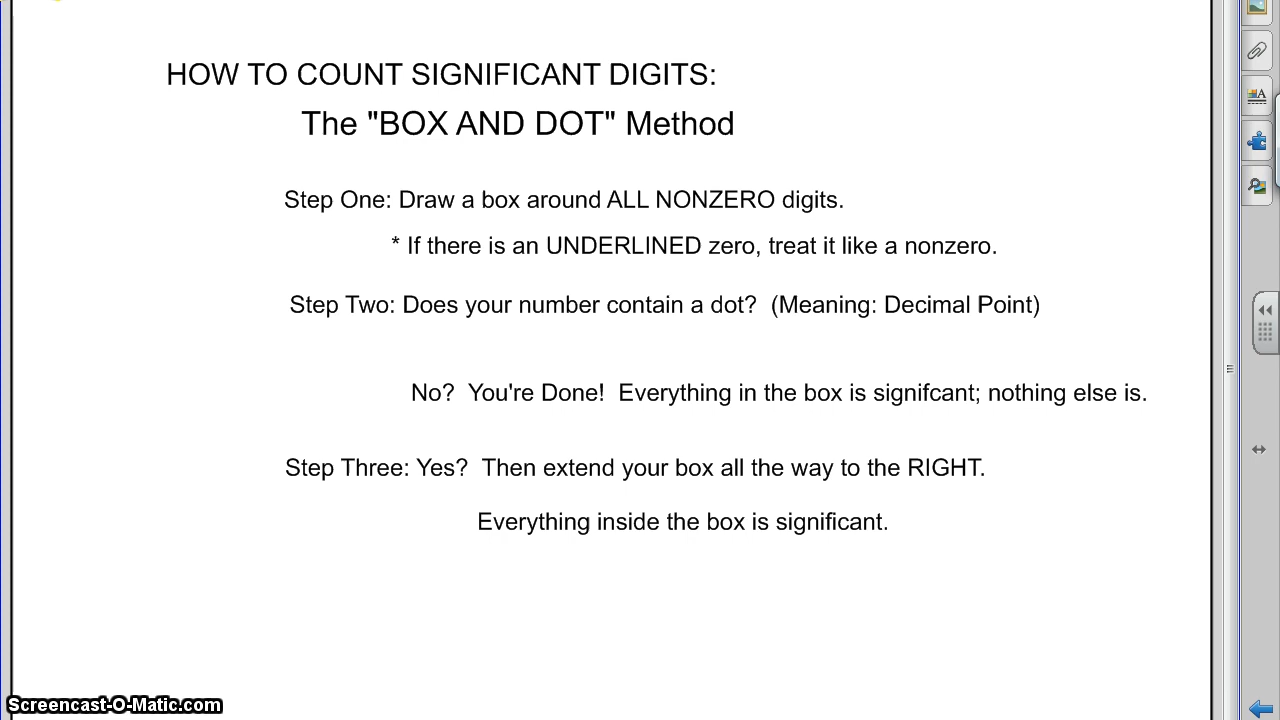 HOW TO COUNT SIGNIFICANT DIGITS:
The "BOX AND DOT" Method
Step One: Draw a box around ALL NONZERO digits.
* If there is an UNDERLINED zero, treat it like a nonzero.
Step Two: Does your number contain a dot? (Meaning: Decimal Point)
No? You're Done! Everything in the box is signifcant; nothing else is.
Step Three: Yes? Then extend your box all the way to the RIGHT.
Everything inside the box is significant.
Screencast-O-Matic.com